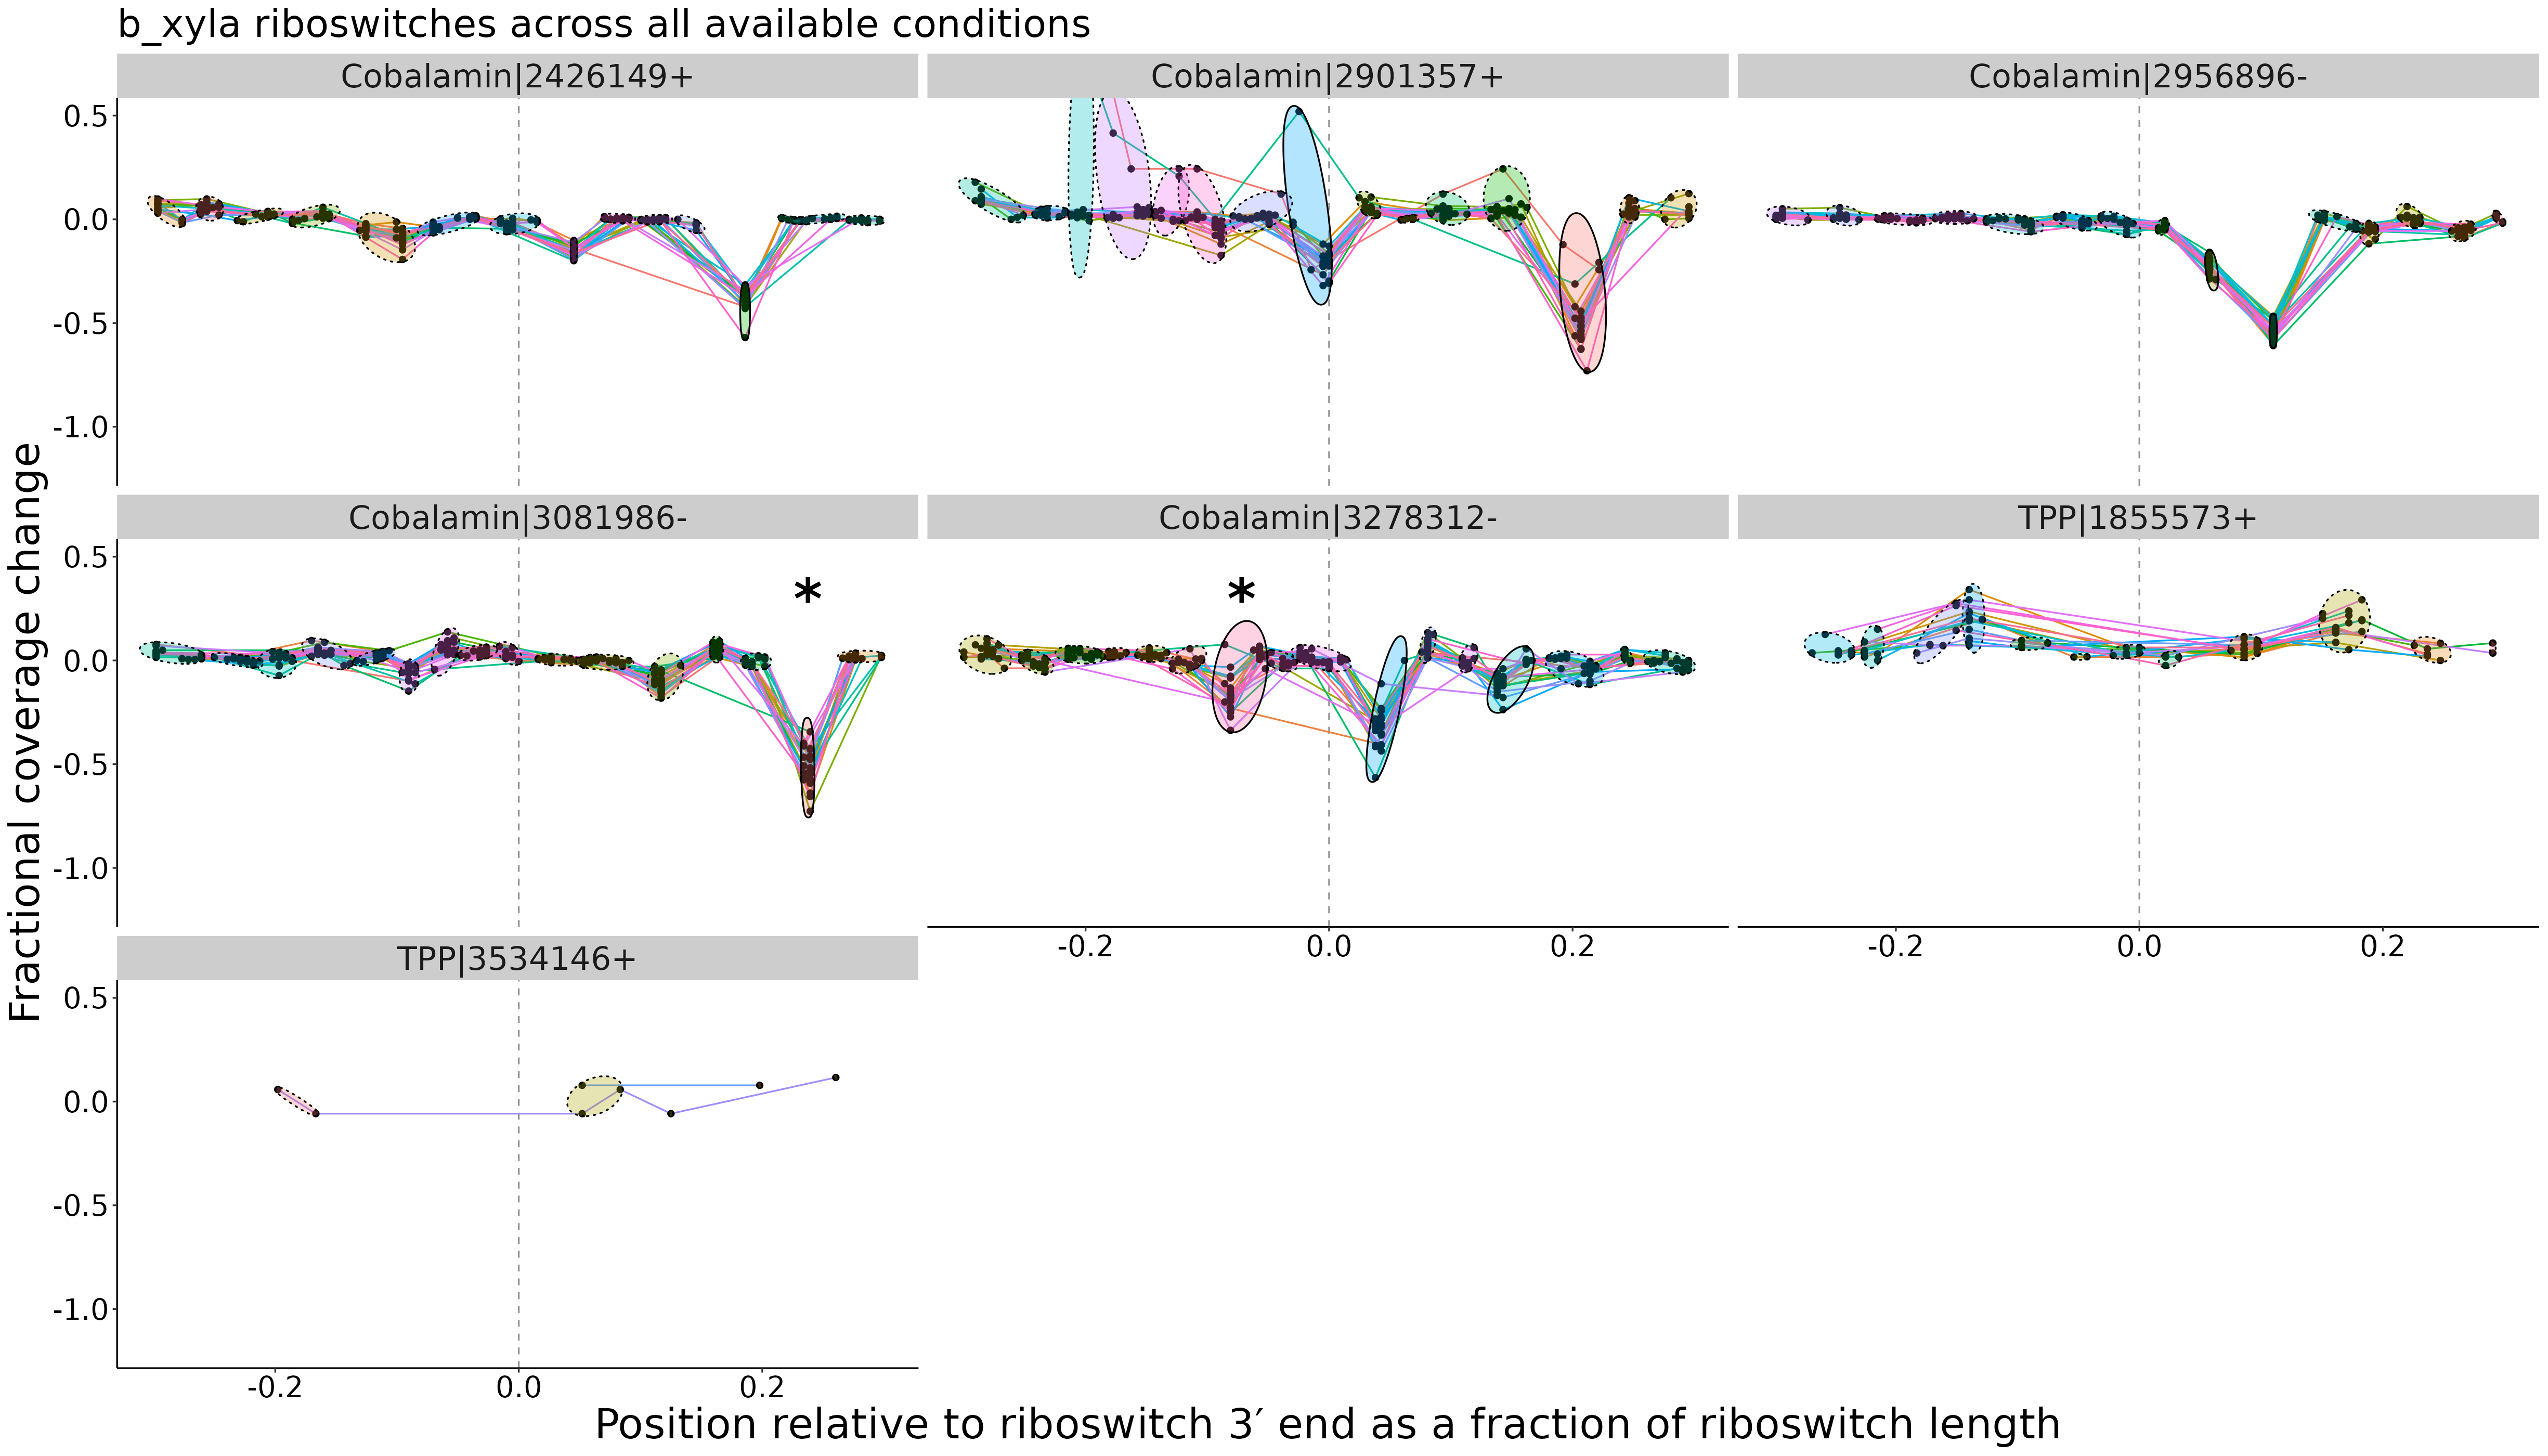 b_xyla riboswitches across all available conditions
Cobalamin|2426149+
Cobalamin|2901357+
Cobalamin|2956896-
0.5
0.0
-0.5
-1.0
Cobalamin|3081986-
Cobalamin|3278312-
TPP|1855573+
0.5
0.0
-0.5
-1.0
*
*
-0.2
0.0
0.2
-0.2
0.0
0.2
TPP|3534146+
0.5
0.0
-0.5
-1.0
-0.2
0.0
0.2
Fractional coverage change
Position relative to riboswitch 3′ end as a fraction of riboswitch length